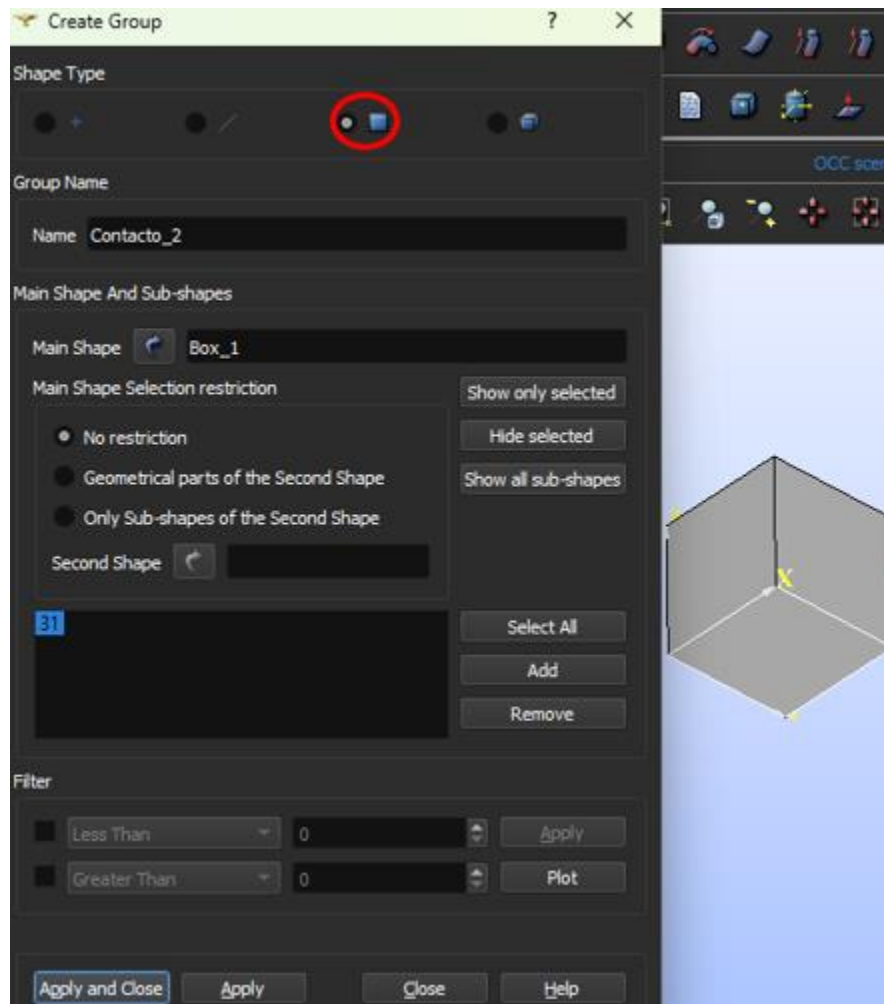 Create Group ? ×
Shape Type
Group Name
Name Contacto_2
Main Shape And Sub-shapes
Main Shape Box_1
Main Shape Selection restriction
Show only selected
No restriction
Hide selected
Geometrical parts of the Second Shape
Show all sub-shapes
Only Sub-shapes of the Second Shape
Second Shape
31
Select All
Add
Remove
Filter
Less Than 0 Apply
Greater Than 0 Plot
Apply and Close Apply Close Help
OCC scen
X